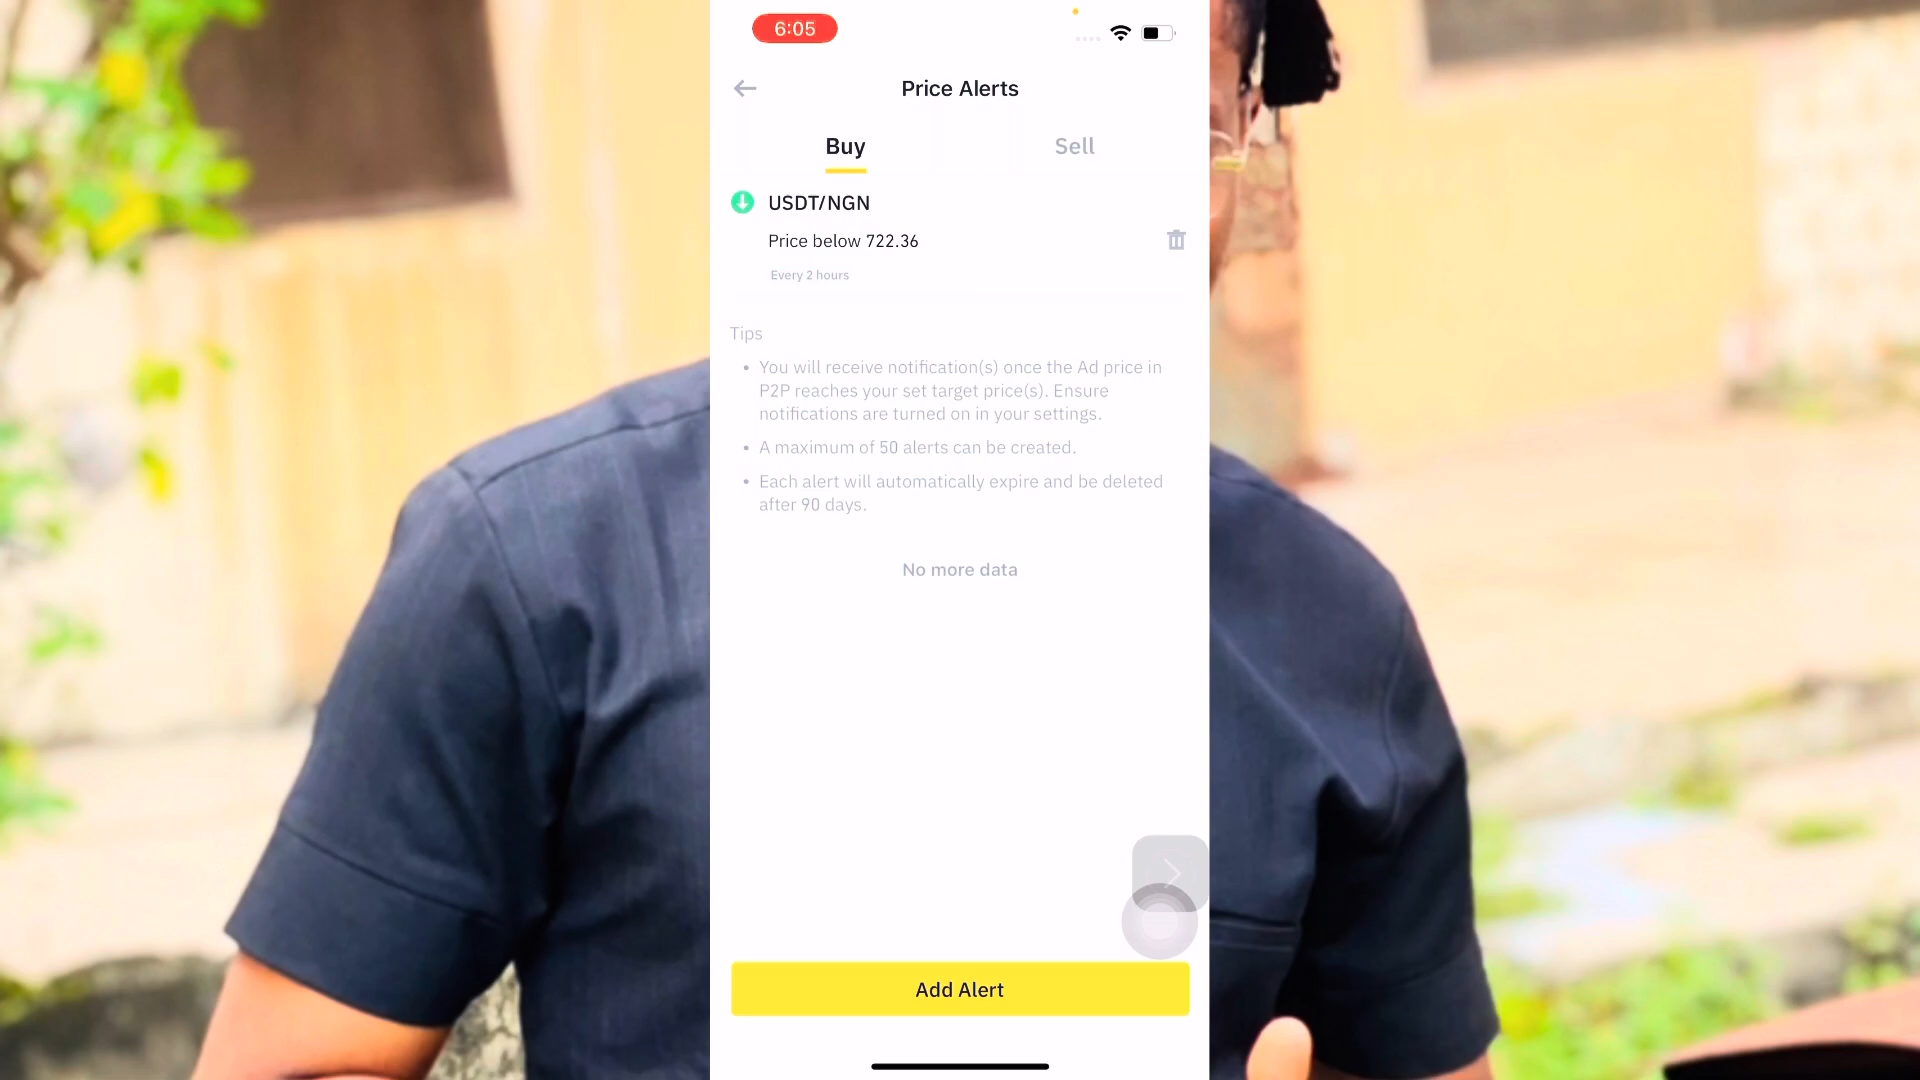 6:05
Price Alerts
Buy
Sell
USDT/NGN
Price below 722.36
Every 2 hours
Tips
• You will receive notification(s) once the Ad price in
P2P reaches your set target price(s). Ensure
notifications are turned on in your settings.
• A maximum of 50 alerts can be created.
• Each alert will automatically expire and be deleted
after 90 days.
No more data
Add Alert